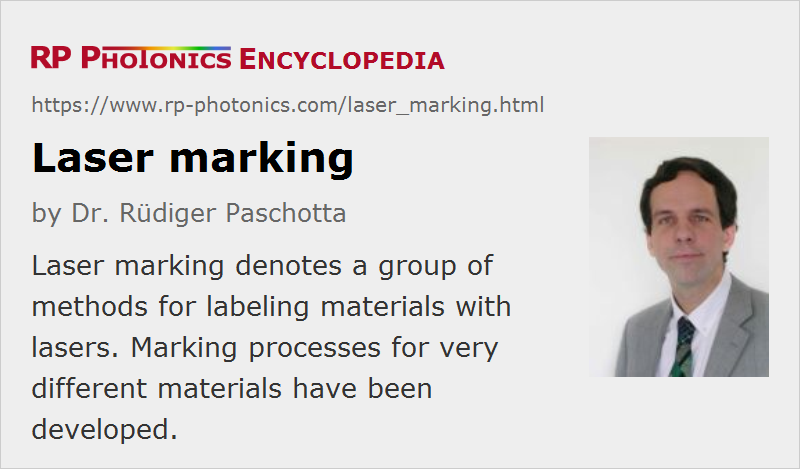 RP PHOTONICS ENCYCLOPEDIA
https://www.rp-photonics.com/laser_marking.html
Laser marking
by Dr. Rüdiger Paschotta
Laser marking denotes a group of
methods for labeling materials with
lasers. Marking processes for very
different materials have been
developed.